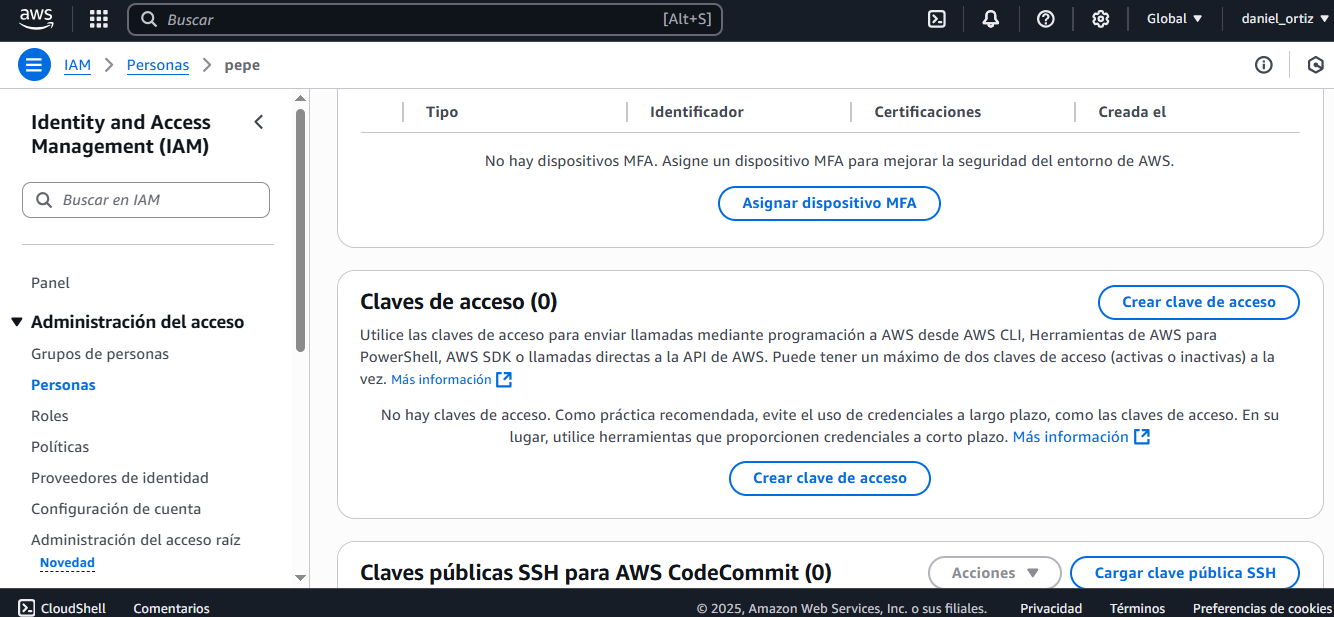 aws
Buscar
[Alt+S]
Global
daniel_ortiz
IAM
Personas
pepe
Identity and Access
Management (IAM)
Buscar en IAM
Panel
Administración del acceso
Grupos de personas
Personas
Roles
Políticas
Proveedores de identidad
Configuración de cuenta
Administración del acceso raíz
Novedad
Tipo
Identificador
Certificaciones
Creada el
No hay dispositivos MFA. Asigne un dispositivo MFA para mejorar la seguridad del entorno de AWS.
Asignar dispositivo MFA
Claves de acceso (0)
Crear clave de acceso
Utilice las claves de acceso para enviar llamadas mediante programación a AWS desde AWS CLI, Herramientas de AWS para
PowerShell, AWS SDK o llamadas directas a la API de AWS. Puede tener un máximo de dos claves de acceso (activas o inactivas) a la
vez. Más información
No hay claves de acceso. Como práctica recomendada, evite el uso de credenciales a largo plazo, como las claves de acceso. En su
lugar, utilice herramientas que proporcionen credenciales a corto plazo. Más información
Crear clave de acceso
Claves públicas SSH para AWS CodeCommit (0)
Acciones
Cargar clave pública SSH
CloudShell
Comentarios
© 2025, Amazon Web Services, Inc. o sus filiales.
Privacidad
Términos
Preferencias de cookies